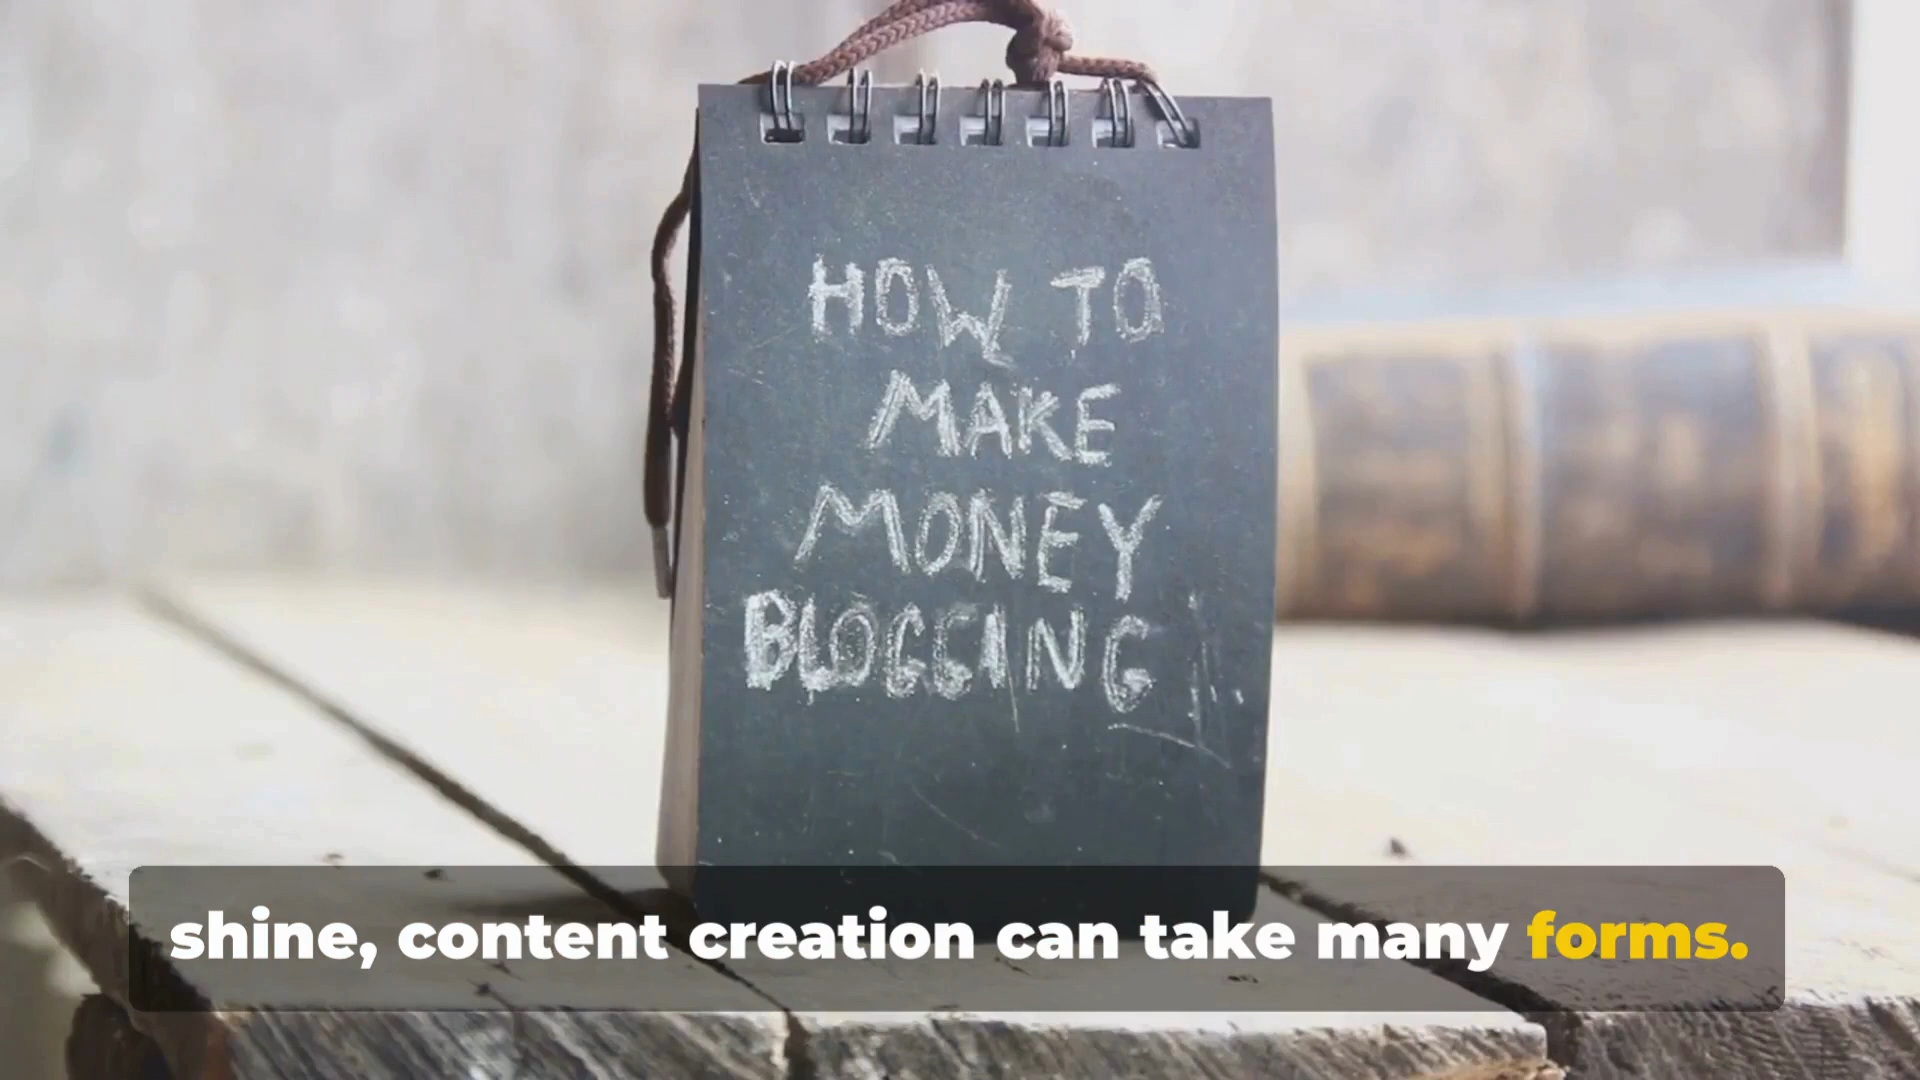 HOW TO
MAKE
MONEY
BLOGGING
shine, content creation can take many forms.